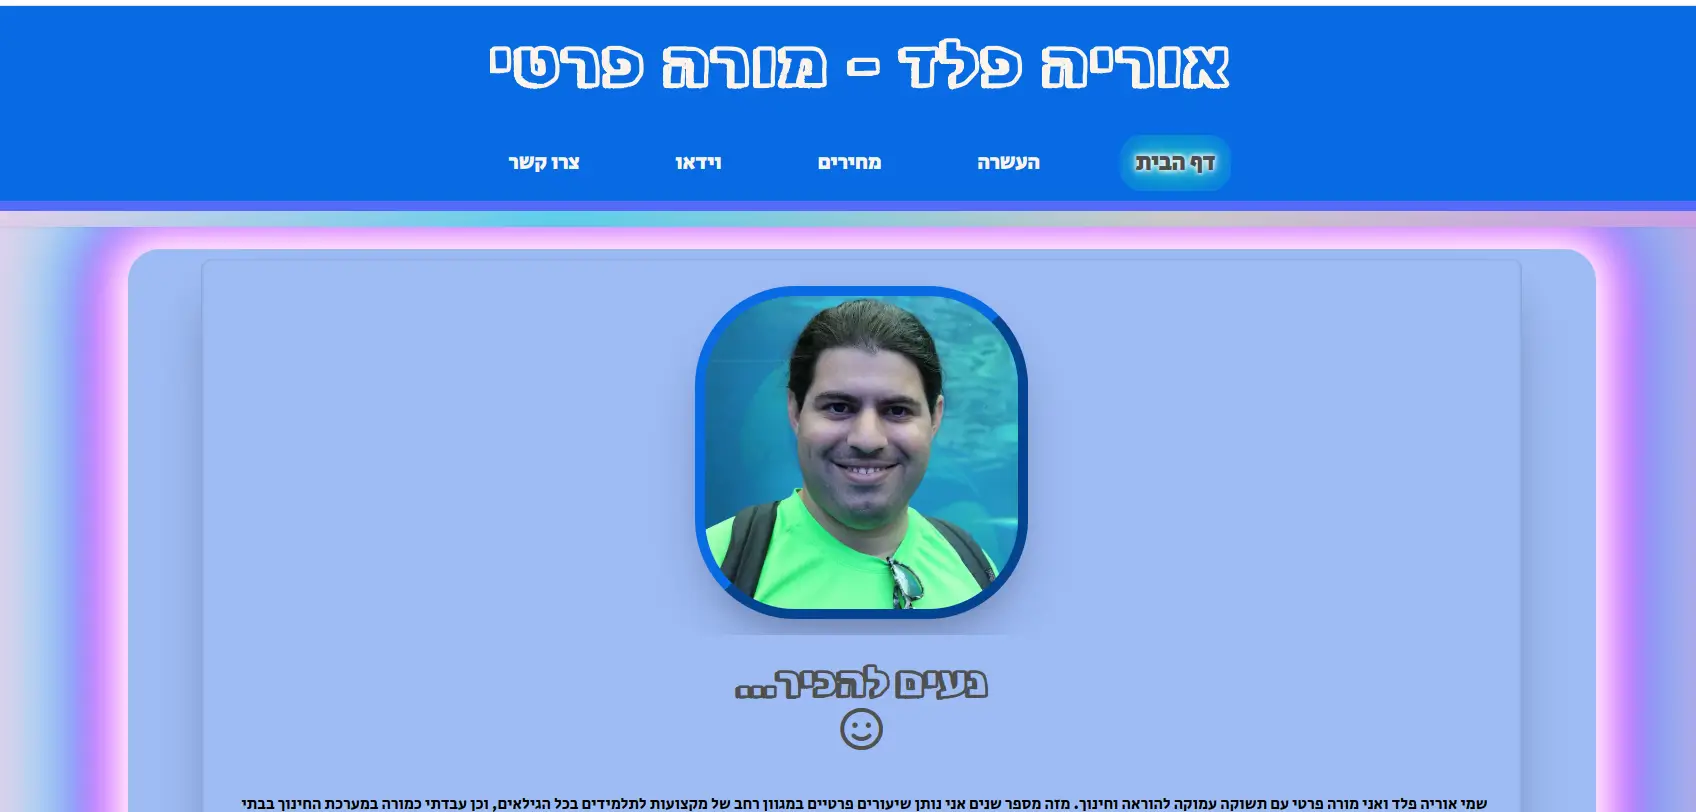 אוריה פלד - מורה פרטי
דף הבית העשרה מחירים וידאו צרו קשר
נעים להכיר...
שמי אוריה פלד ואני מורה פרטי עם תשוקה עמוקה להוראה וחינוך. מזה מספר שנים אני נותן שיעורים פרטיים במגוון רחב של מקצועות לתלמידים בכל הגילאים, וכן עבדתי כמורה במערכת החינוך בבתי